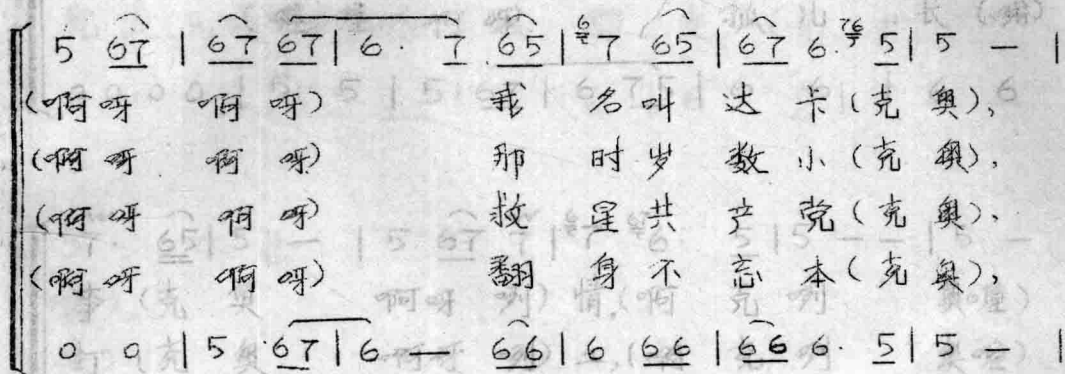 5 67 | 67 67 | 6· 7 65 | 6 7 65 | 67 6· 76 5 | 5 — |
(啊呀 啊呀) 我名叫达卡(克奥),
(啊呀 啊呀) 那时岁数小(克奥),
(啊呀 啊呀) 救星共产党(克奥),
(啊呀 啊呀) 翻身不忘本(克奥),
0 0 | 5 67 | 6 — 66 | 6 66 | 66 6· 5 | 5 — |